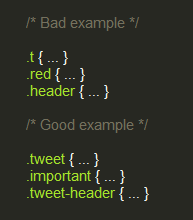 /* Bad example */
.t { ... }
.red { ... }
.header { ... }
/* Good example */
.tweet { ... }
.important { ... }
.tweet-header { ... }